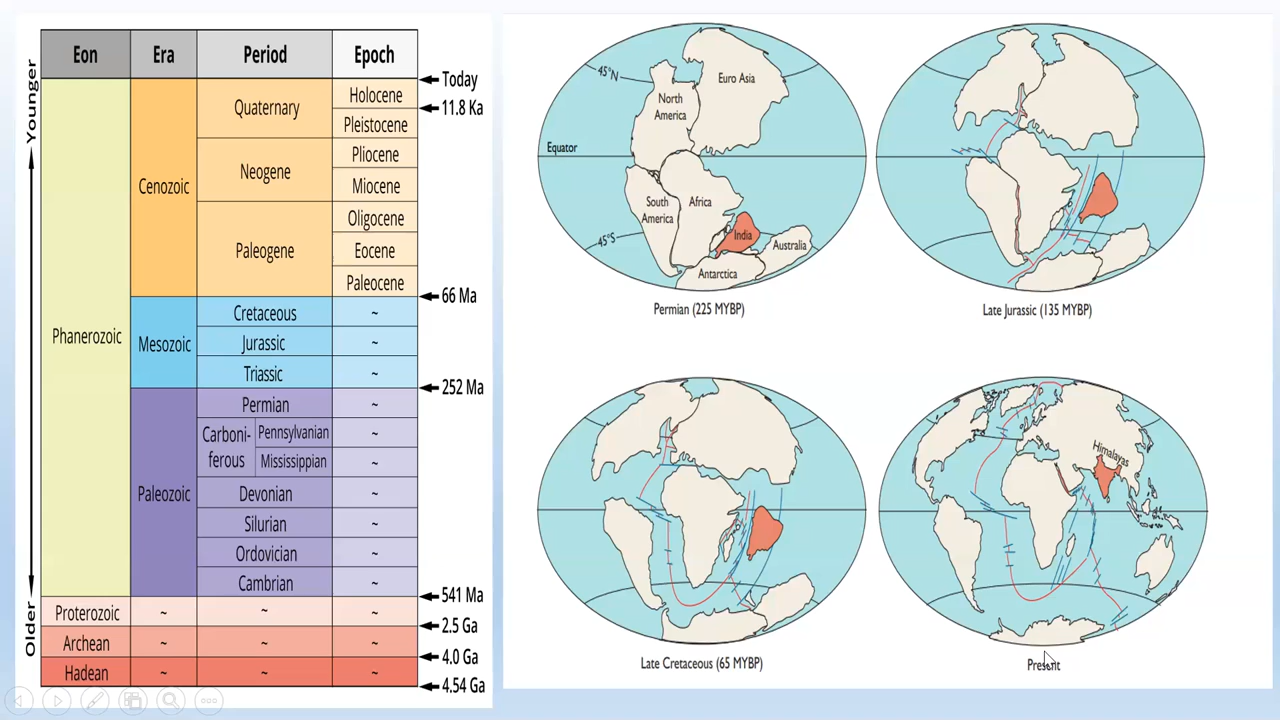 Eon Era Period Epoch
Younger
Older
Today
Quaternary Holocene
11.8 Ka
Pleistocene
Pliocene
Neogene
Miocene
Cenozoic
Oligocene
Paleogene Eocene
Paleocene
66 Ma
Cretaceous ~
Phanerozoic Mesozoic Jurassic ~
Triassic ~
252 Ma
Permian ~
Carboni-
ferous
Pennsylvanian ~
Mississippian ~
Paleozoic Devonian ~
Silurian ~
Ordovician ~
Cambrian ~
541 Ma
Proterozoic ~ ~ ~
2.5 Ga
Archean ~ ~ ~
4.0 Ga
Hadean ~ ~ ~
4.54 Ga
45°N
Euro Asia
North
America
Equator
South
America
Africa
India
45°S
Australia
Antarctica
Permian (225 MYBP)
Late Jurassic (135 MYBP)
Late Cretaceous (65 MYBP)
Himalayas
Present